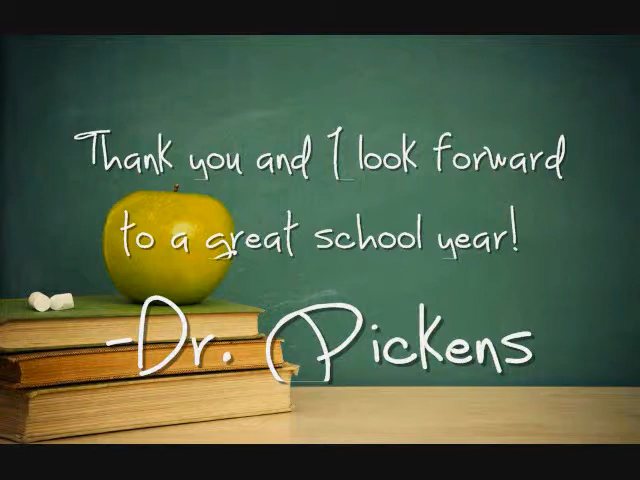 Thank you and I look forward
to a great school year!
-Dr. Pickens